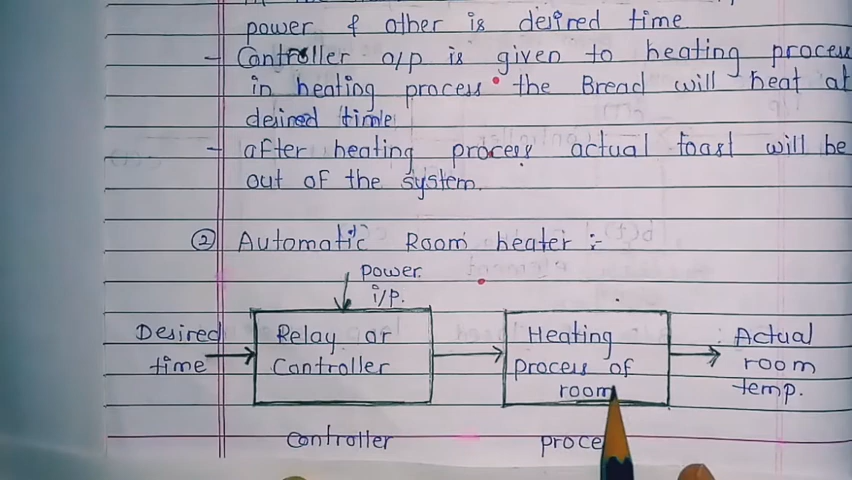 power & other is desired time
- Controller o/p is given to heating process
in heating process the Bread will heat at
desired time
- after heating process actual toast will be
out of the system.
② Automatic Room heater :-
power
i/p.
Desired
time
Relay or
Controller
Heating
process of
room
Actual
room
temp.
Controller
proce